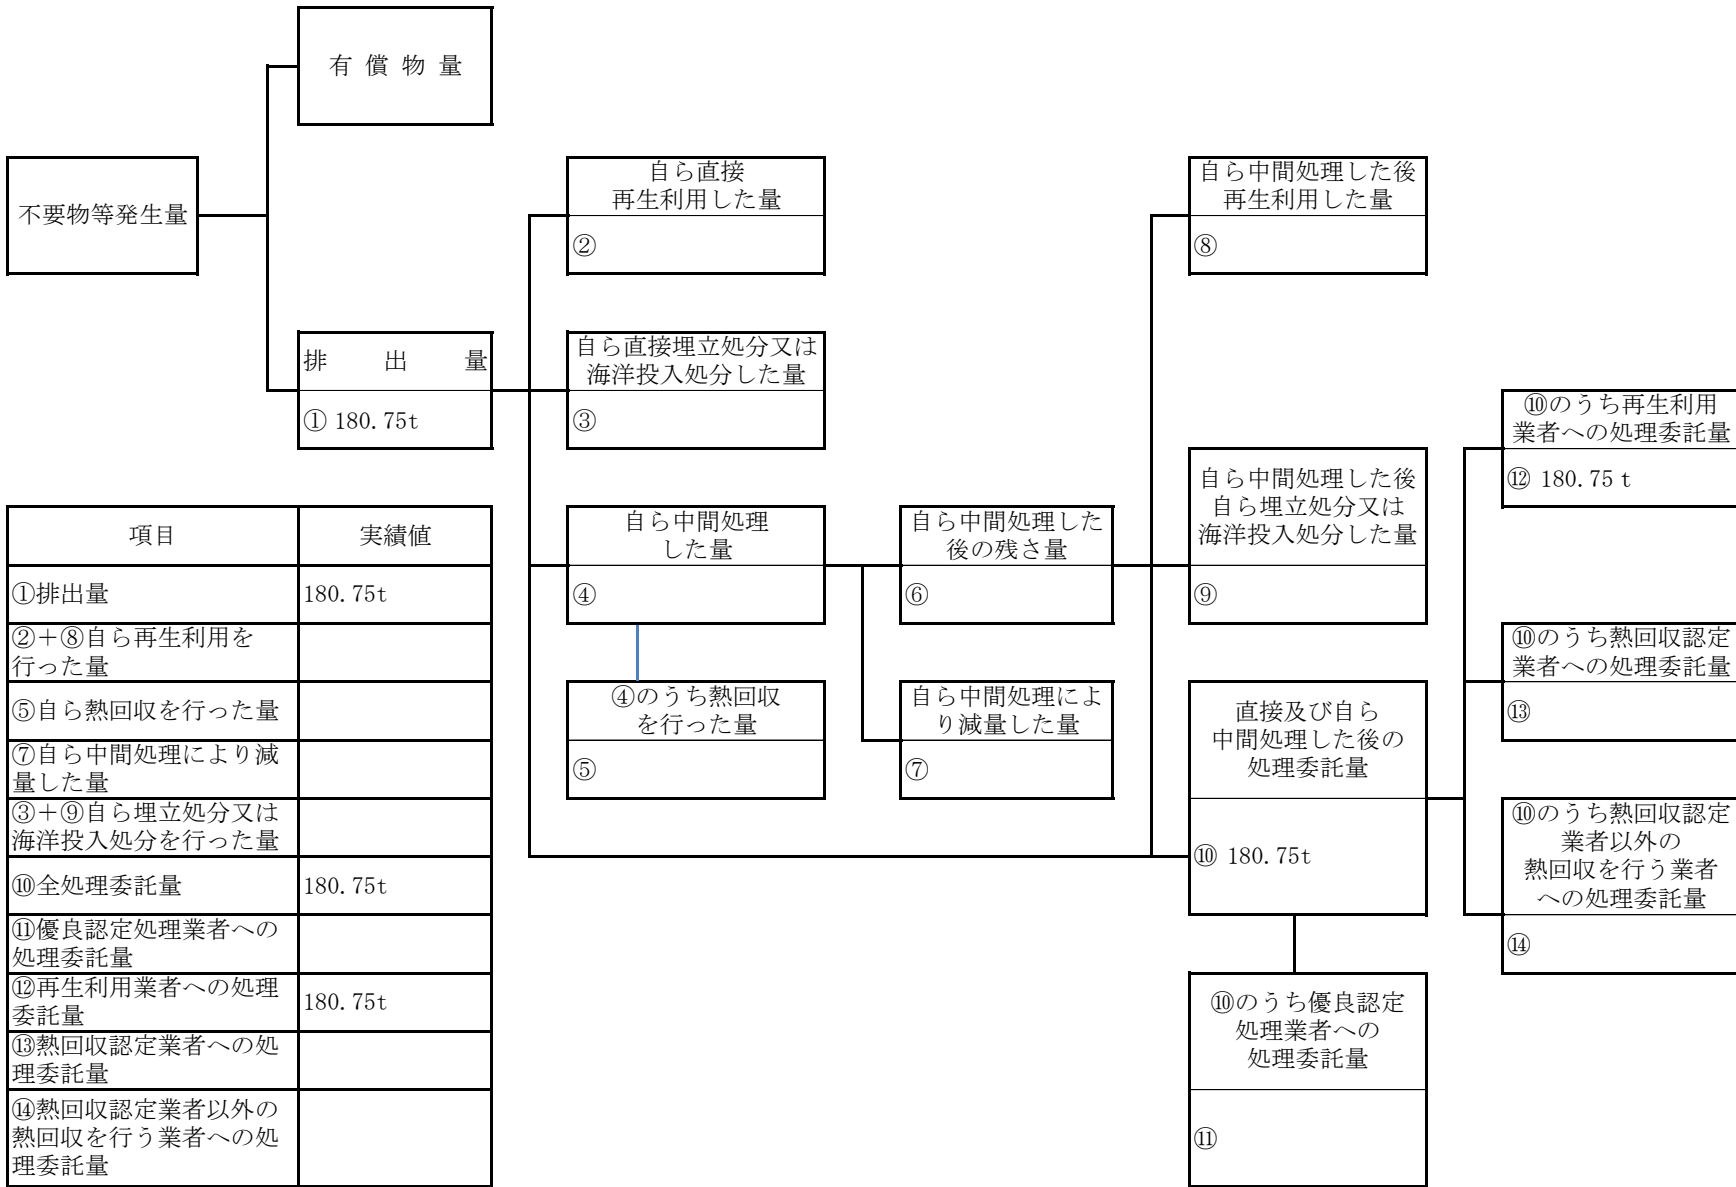 有 償 物 量
不要物等発生量
排 出 量
① 180.75t
自ら直接
再生利用した量
②
自ら直接埋立処分又は
海洋投入処分した量
③
自ら中間処理
した量
④
④のうち熱回収
を行った量
⑤
自ら中間処理した
後の残さ量
⑥
自ら中間処理によ
り減量した量
⑦
自ら中間処理した後
再生利用した量
⑧
自ら中間処理した後
自ら埋立処分又は
海洋投入処分した量
⑨
直接及び自ら
中間処理した後の
処理委託量
⑩ 180.75t
⑩のうち優良認定
処理業者への
処理委託量
⑪
⑩のうち再生利用
業者への処理委託量
⑫ 180.75 t
⑩のうち熱回収認定
業者への処理委託量
⑬
⑩のうち熱回収認定
業者以外の
熱回収を行う業者
への処理委託量
⑭
項目 実績値
①排出量 180.75t
②＋⑧自ら再生利用を
行った量
⑤自ら熱回収を行った量
⑦自ら中間処理により減
量した量
③＋⑨自ら埋立処分又は
海洋投入処分を行った量
⑩全処理委託量 180.75t
⑪優良認定処理業者への
処理委託量
⑫再生利用業者への処理
委託量 180.75t
⑬熱回収認定業者への処
理委託量
⑭熱回収認定業者以外の
熱回収を行う業者への処
理委託量